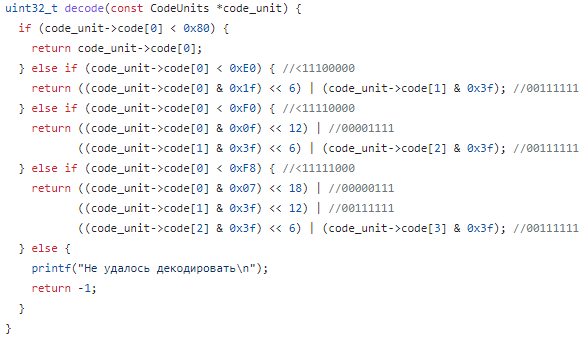 uint32_t decode(const CodeUnits *code_unit) {
  if (code_unit->code[0] < 0x80) {
    return code_unit->code[0];
  } else if (code_unit->code[0] < 0xE0) { //<11100000
    return ((code_unit->code[0] & 0x1f) << 6) | (code_unit->code[1] & 0x3f); //00111111
  } else if (code_unit->code[0] < 0xF0) { //<11110000
    return ((code_unit->code[0] & 0x0f) << 12) | //00001111
           ((code_unit->code[1] & 0x3f) << 6) | (code_unit->code[2] & 0x3f); //00111111
  } else if (code_unit->code[0] < 0xF8) { //<11111000
    return ((code_unit->code[0] & 0x07) << 18) | //00000111
           ((code_unit->code[1] & 0x3f) << 12) | //00111111
           ((code_unit->code[2] & 0x3f) << 6) | (code_unit->code[3] & 0x3f); //00111111
  } else {
    printf("Не удалось декодировать\n");
    return -1;
  }
}